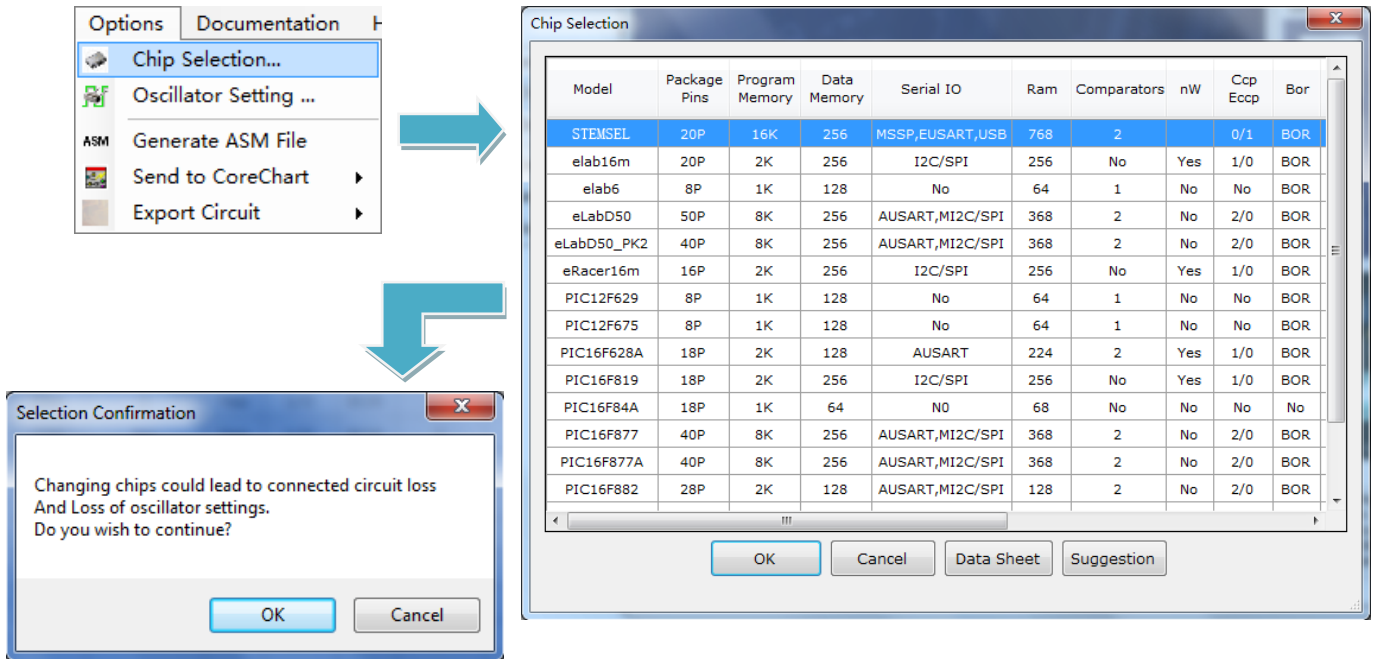 Options Documentation H
Chip Selection...
Oscillator Setting ...
ASM Generate ASM File
Send to CoreChart
Export Circuit
Chip Selection
Model Package Pins Program Memory Data Memory Serial IO Ram Comparators nW Ccp Eccp Bor
STEMSEL 20P 16K 256 MSSP,EUSART,USB 768 2 0/1 BOR
elab16m 20P 2K 256 I2C/SPI 256 No Yes 1/0 BOR
elab6 8P 1K 128 No 64 1 No No BOR
eLabD50 50P 8K 256 AUSART,MI2C/SPI 368 2 No 2/0 BOR
eLabD50_PK2 40P 8K 256 AUSART,MI2C/SPI 368 2 No 2/0 BOR
eRacer16m 16P 2K 256 I2C/SPI 256 No Yes 1/0 BOR
PIC12F629 8P 1K 128 No 64 1 No No BOR
PIC12F675 8P 1K 128 No 64 1 No No BOR
PIC16F628A 18P 2K 128 AUSART 224 2 Yes 1/0 BOR
PIC16F819 18P 2K 256 I2C/SPI 256 No Yes 1/0 BOR
PIC16F84A 18P 1K 64 N0 68 No No No No
PIC16F877 40P 8K 256 AUSART,MI2C/SPI 368 2 No 2/0 BOR
PIC16F877A 40P 8K 256 AUSART,MI2C/SPI 368 2 No 2/0 BOR
PIC16F882 28P 2K 128 AUSART,MI2C/SPI 128 2 No 2/0 BOR
OK Cancel Data Sheet Suggestion
Selection Confirmation
Changing chips could lead to connected circuit loss
And Loss of oscillator settings.
Do you wish to continue?
OK Cancel